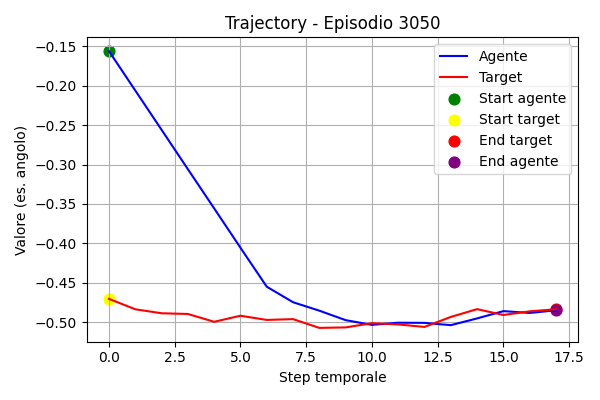 Trajectory - Episodio 3050
Valore (es. angolo)
−0.15
−0.20
−0.25
−0.30
−0.35
−0.40
−0.45
−0.50
Agente
Target
Start agente
Start target
End target
End agente
0.0 2.5 5.0 7.5 10.0 12.5 15.0 17.5
Step temporale